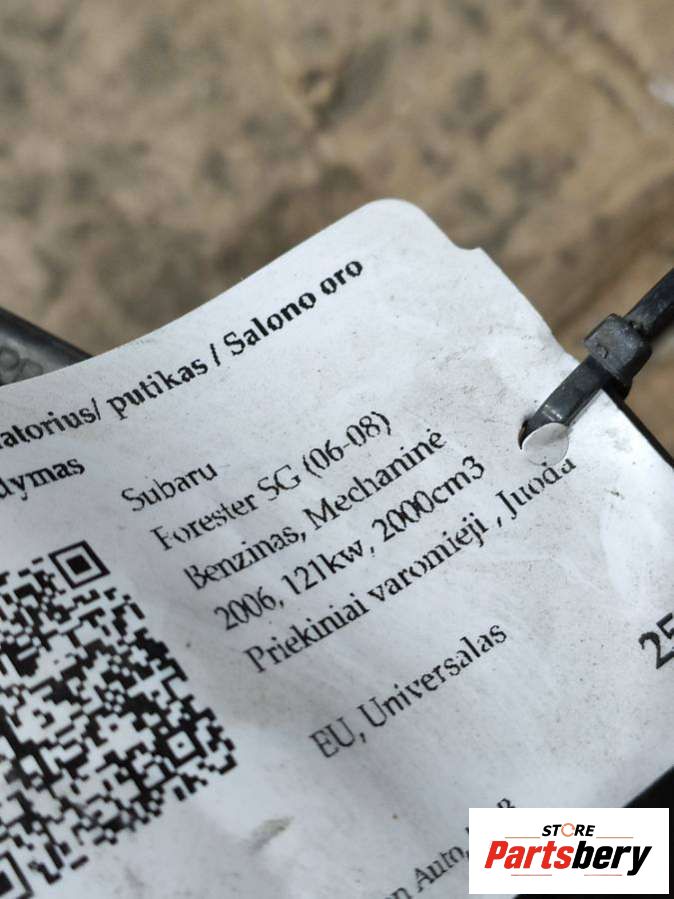 atorius/ putikas / Salono oro
dymas
Subaru
Forester SG (06-08)
Benzinas, Mechaninė
2006, 121kw, 2000cm3
Priekiniai varomieji , Juoda
EU, Universalas
25
Auto,
STORE
Partsbery